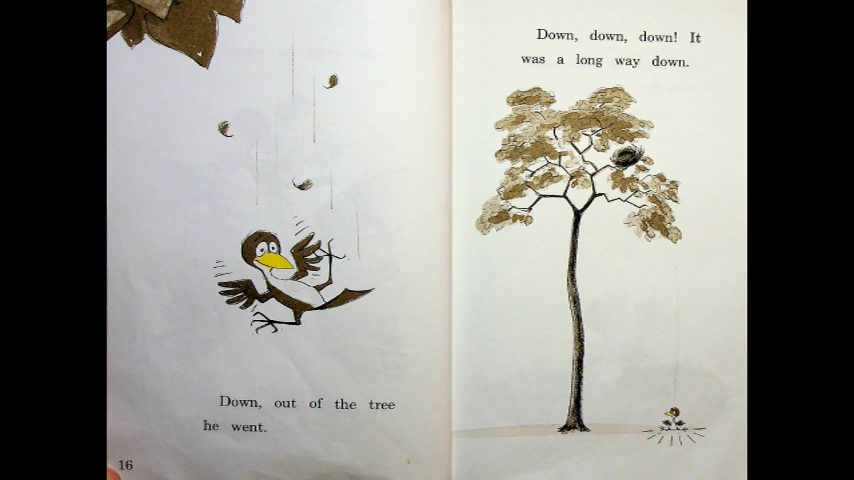 Down, out of the tree
he went.
16
Down, down, down! It
was a long way down.